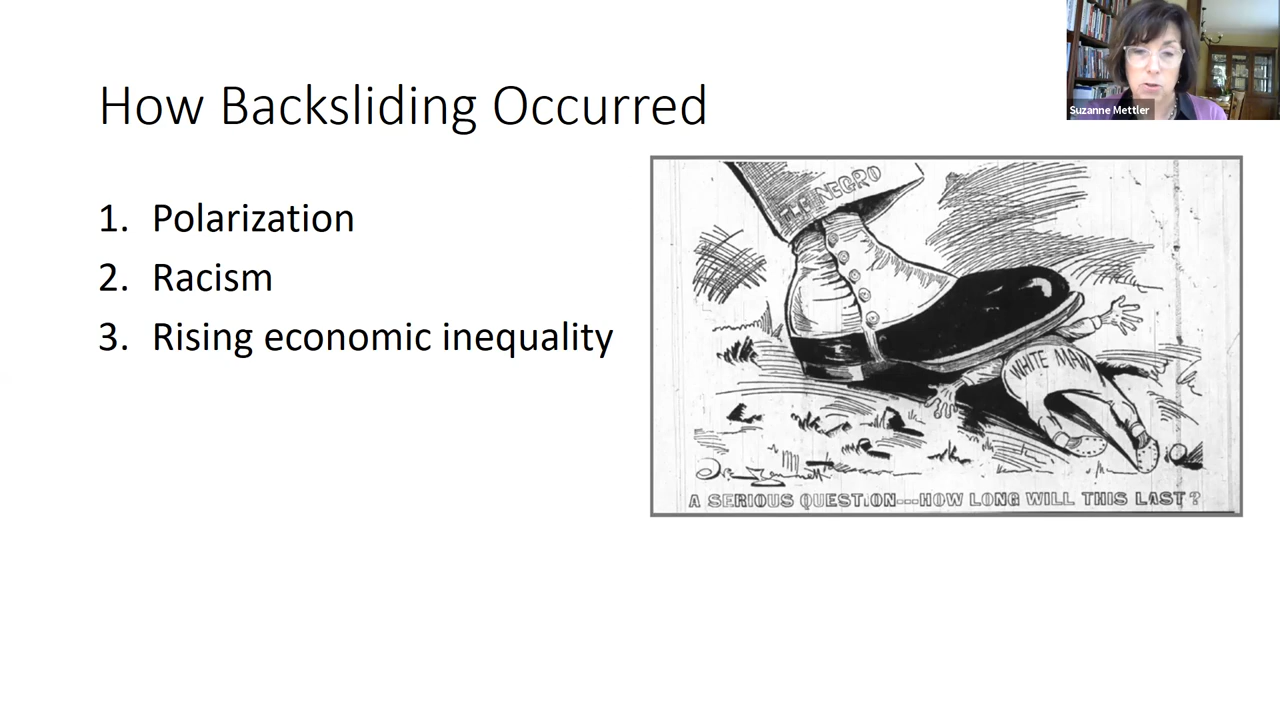 How Backsliding Occurred
Suzanne Mettler
1. Polarization
2. Racism
3. Rising economic inequality
NEGRO
WHITE MAN
A SERIOUS QUESTION---HOW LONG WILL THIS LAST?